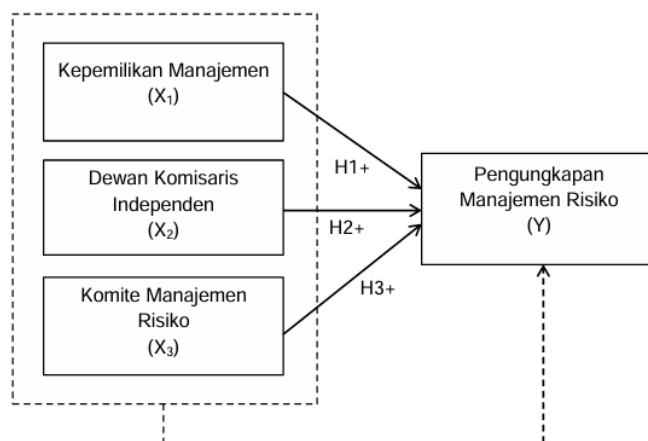 Kepemilikan Manajemen
(X₁)
Dewan Komisaris
Independen
(X₂)
Komite Manajemen
Risiko
(X₃)
H1+
H2+
H3+
Pengungkapan
Manajemen Risiko
(Y)